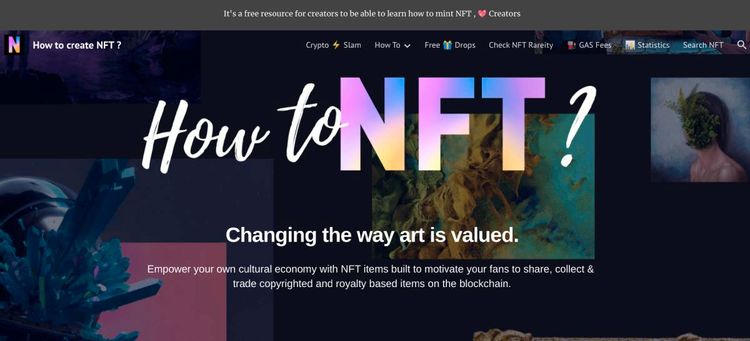 It's a free resource for creators to be able to learn how to mint NFT , 💖 Creators
N How to create NFT ? Crypto ⚡ Slam How To Free 🎁 Drops Check NFT Rareity ⛽ GAS Fees 📊 Statistics Search NFT
How to NFT ?
Changing the way art is valued.
Empower your own cultural economy with NFT items built to motivate your fans to share, collect &
trade copyrighted and royalty based items on the blockchain.